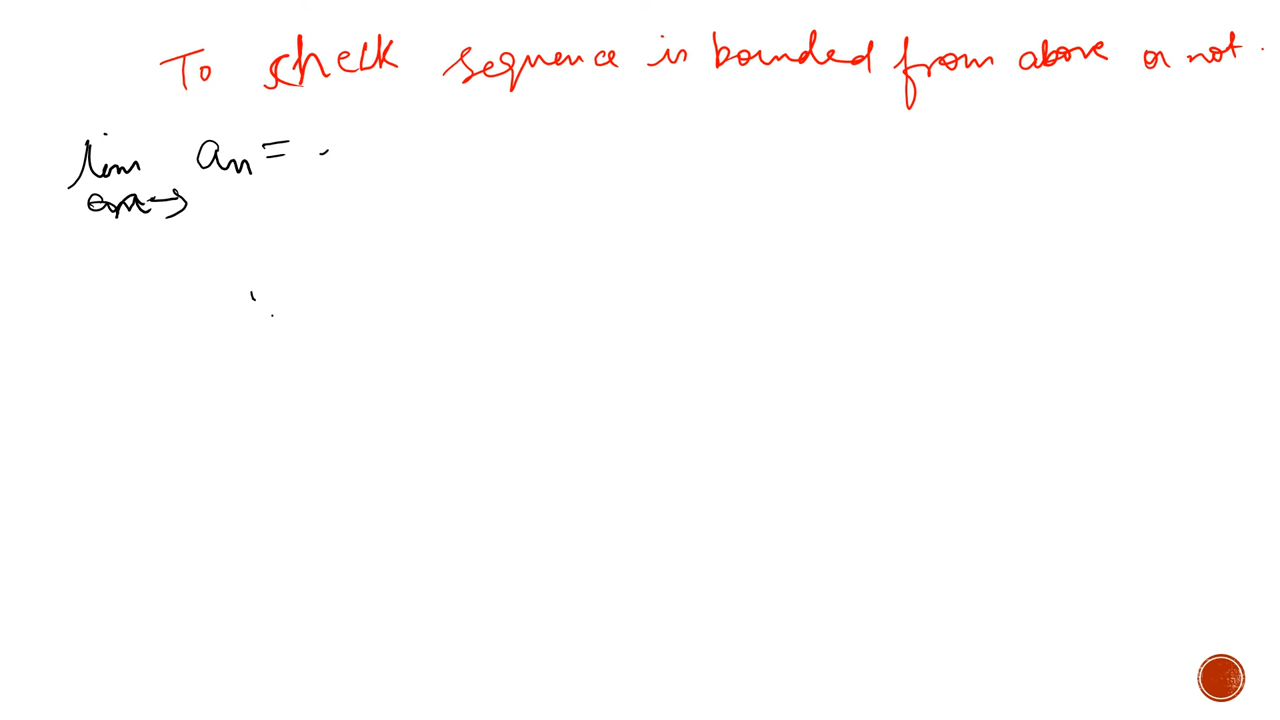 To check sequence is bounded from above or not.
lim an =